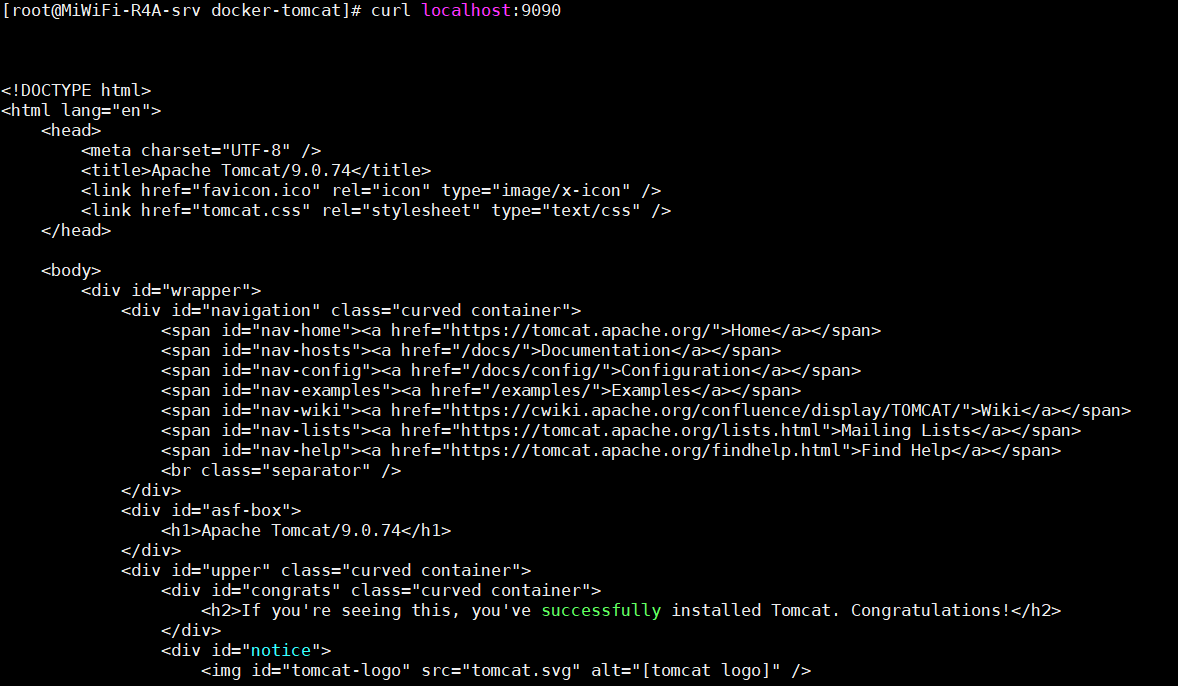 [root@MiWiFi-R4A-srv docker-tomcat]# curl localhost:9090
<!DOCTYPE html>
<html lang="en">
    <head>
        <meta charset="UTF-8" />
        <title>Apache Tomcat/9.0.74</title>
        <link href="favicon.ico" rel="icon" type="image/x-icon" />
        <link href="tomcat.css" rel="stylesheet" type="text/css" />
    </head>
    <body>
        <div id="wrapper">
            <div id="navigation" class="curved container">
                <span id="nav-home"><a href="https://tomcat.apache.org/">Home</a></span>
                <span id="nav-hosts"><a href="/docs/">Documentation</a></span>
                <span id="nav-config"><a href="/docs/config/">Configuration</a></span>
                <span id="nav-examples"><a href="/examples/">Examples</a></span>
                <span id="nav-wiki"><a href="https://cwiki.apache.org/confluence/display/TOMCAT/">Wiki</a></span>
                <span id="nav-lists"><a href="https://tomcat.apache.org/lists.html">Mailing Lists</a></span>
                <span id="nav-help"><a href="https://tomcat.apache.org/findhelp.html">Find Help</a></span>
                <br class="separator" />
            </div>
            <div id="asf-box">
                <h1>Apache Tomcat/9.0.74</h1>
            </div>
            <div id="upper" class="curved container">
                <div id="congrats" class="curved container">
                    <h2>If you're seeing this, you've successfully installed Tomcat. Congratulations!</h2>
                </div>
                <div id="notice">
                    <img id="tomcat-logo" src="tomcat.svg" alt="[tomcat logo]" />